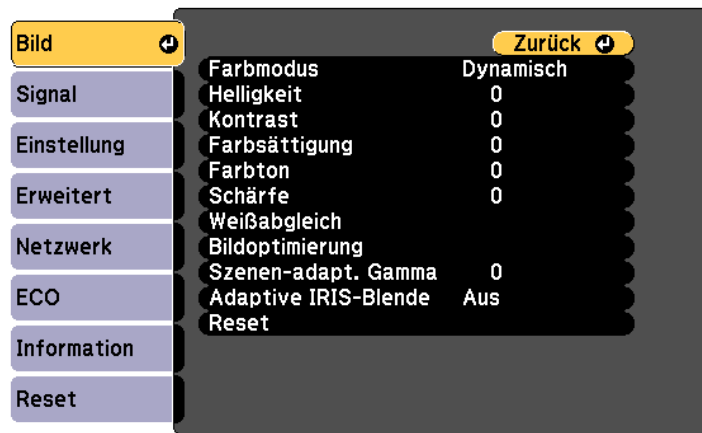 Bild
Signal
Einstellung
Erweitert
Netzwerk
ECO
Information
Reset
Zurück
Farbmodus Dynamisch
Helligkeit 0
Kontrast 0
Farbsättigung 0
Farbton 0
Schärfe 0
Weißabgleich
Bildoptimierung
Szenen-adapt. Gamma 0
Adaptive IRIS-Blende Aus
Reset